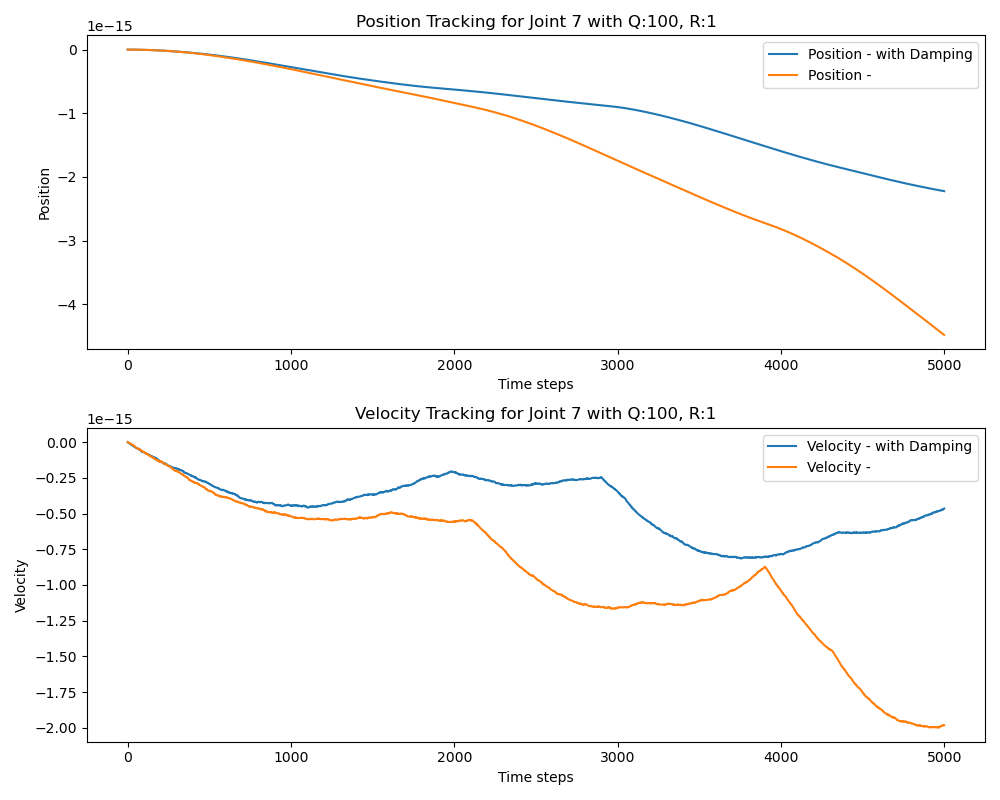 Position Tracking for Joint 7 with Q:100, R:1
1e−15
Position - with Damping
Position -
0
−1
−2
−3
−4
Position
0 1000 2000 3000 4000 5000
Time steps
Velocity Tracking for Joint 7 with Q:100, R:1
1e−15
Velocity - with Damping
Velocity -
0.00
−0.25
−0.50
−0.75
−1.00
−1.25
−1.50
−1.75
−2.00
Velocity
0 1000 2000 3000 4000 5000
Time steps